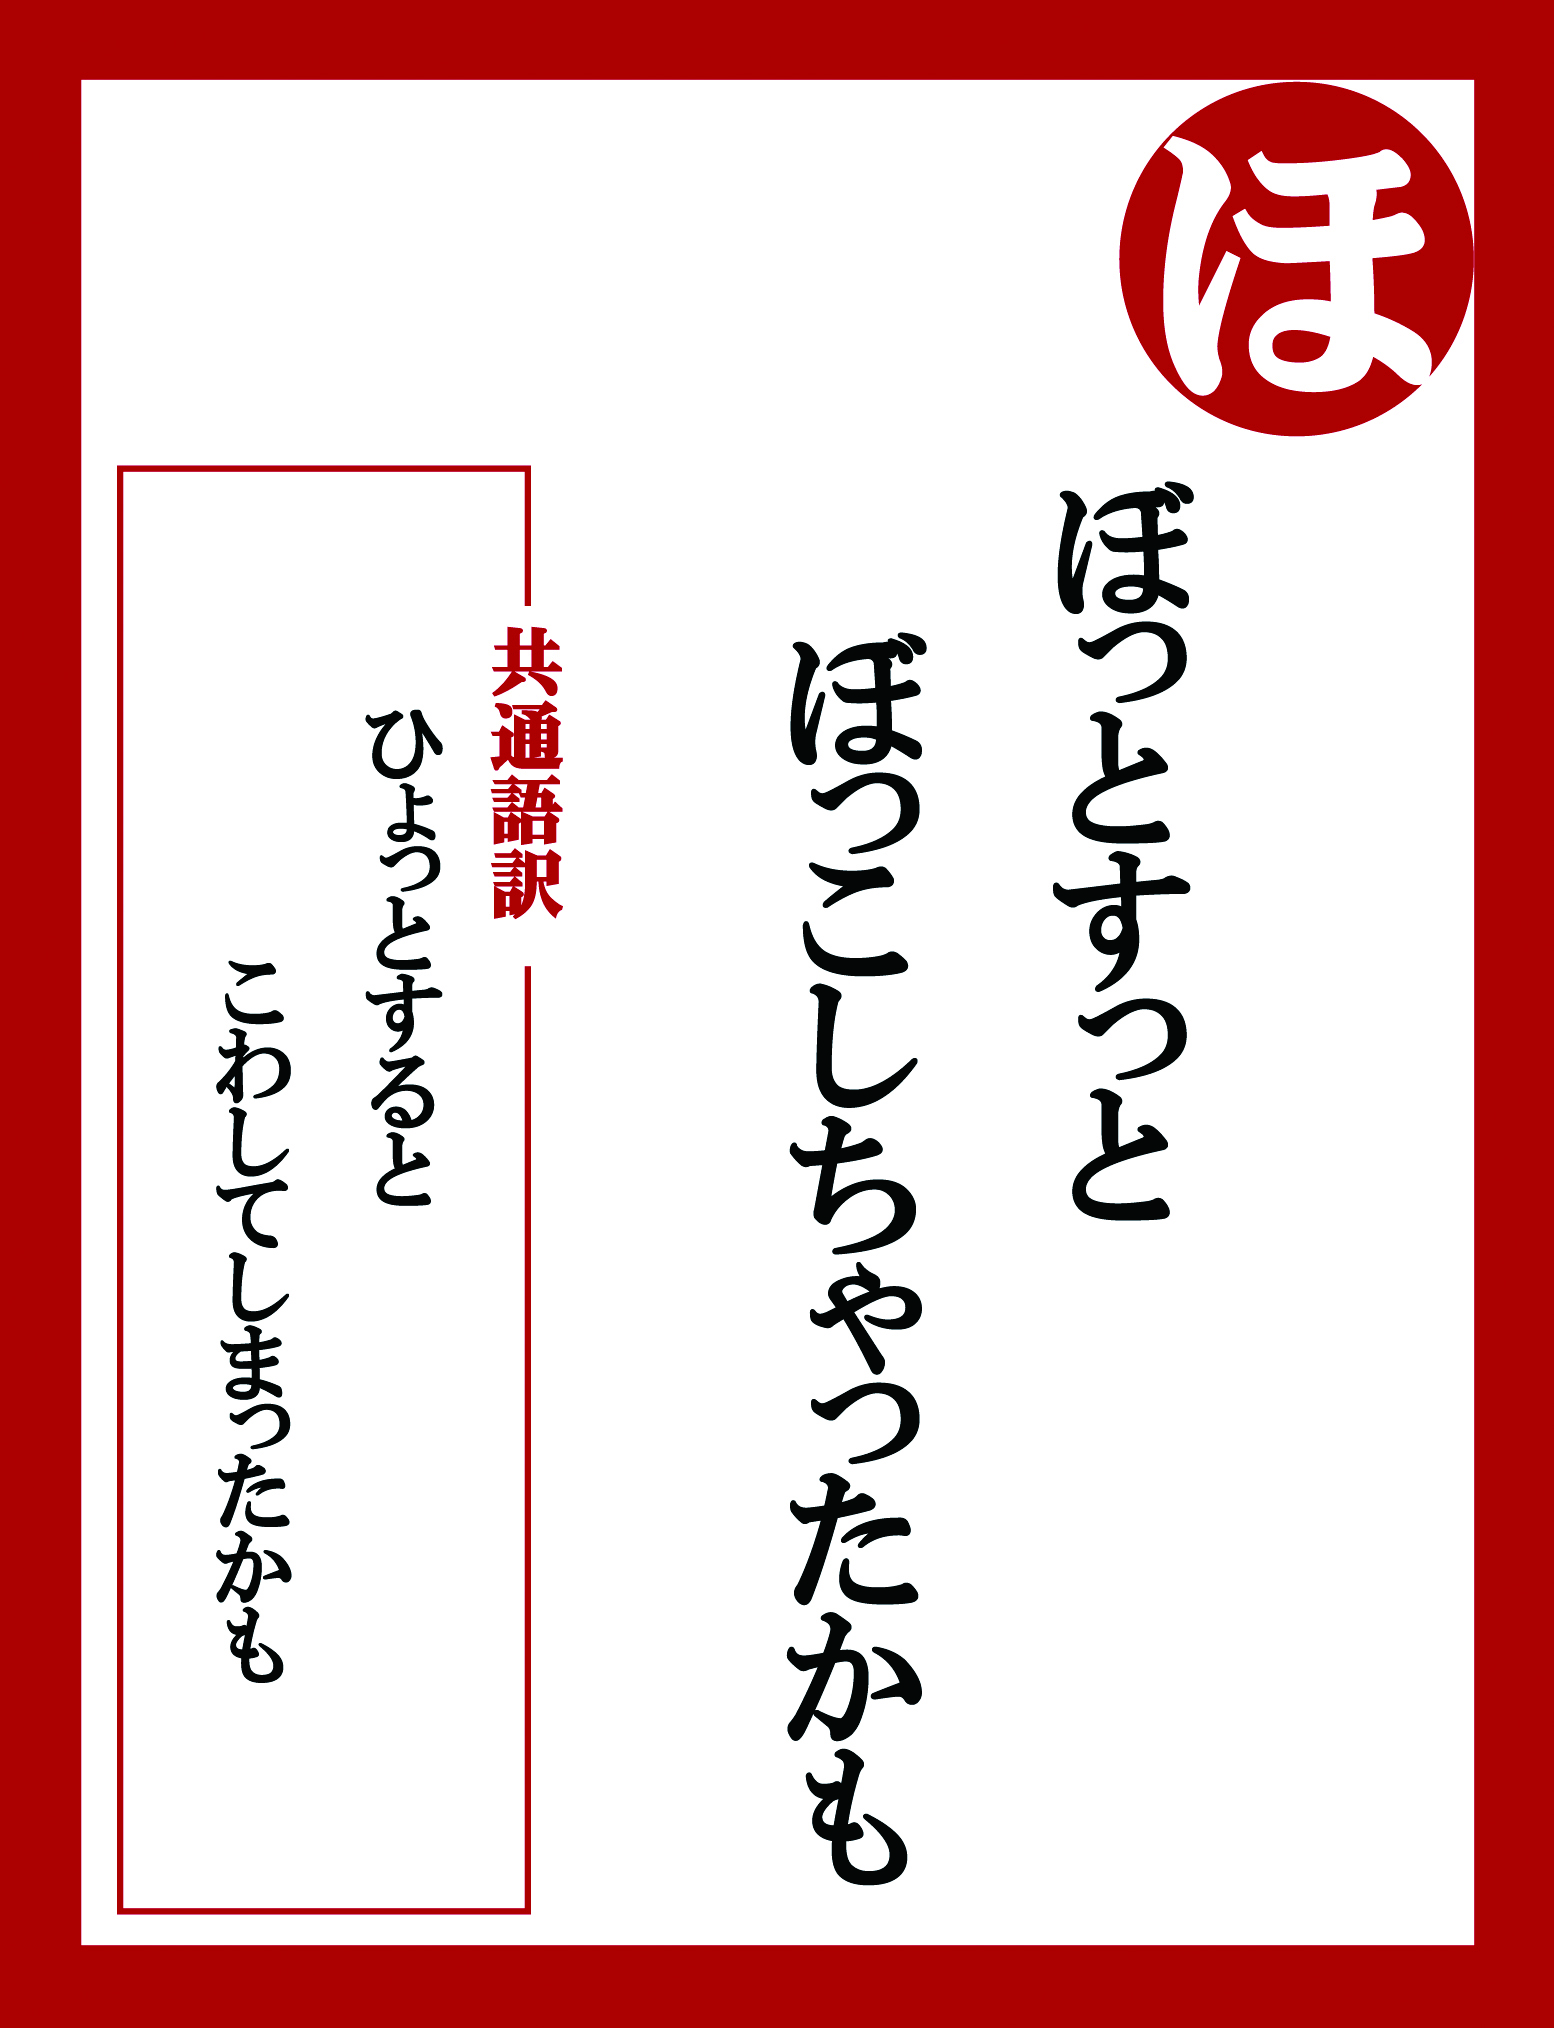 ほ
ぼっとすっと
ぼっこしちゃったかも
共通語訳
ひょっとすると
こわしてしまったかも